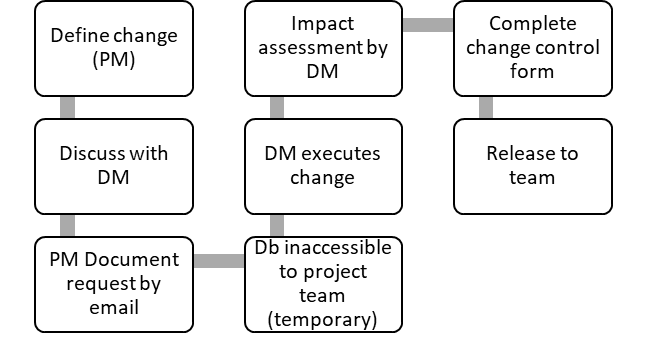 Define change
(PM)
Discuss with
DM
PM Document
request by
email
Db inaccessible
to project
team
(temporary)
DM executes
change
Impact
assessment by
DM
Complete
change control
form
Release to
team